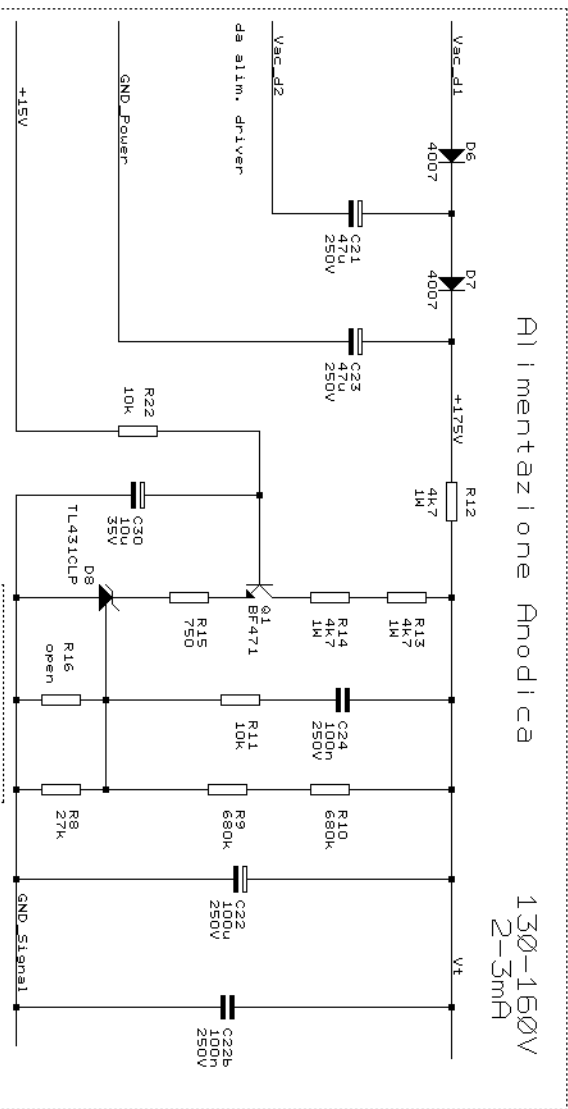 Alimentazione Anodica
130-160V
2-3mA
Vac_d1
D6
4007
D7
4007
+175V
R12
4k7
1W
Vt
Vac_d2
C21
47u
250V
C23
47u
250V
R13
4k7
1W
R14
4k7
1W
C24
100n
250V
R10
680k
da alim. driver
Q1
BF471
R15
750
R11
10k
R9
680k
C22
100u
250V
C22b
100n
250V
GND_Power
R22
10k
C30
10u
35V
D8
TL431CLP
R16
open
R8
27k
+15V
GND_Signal